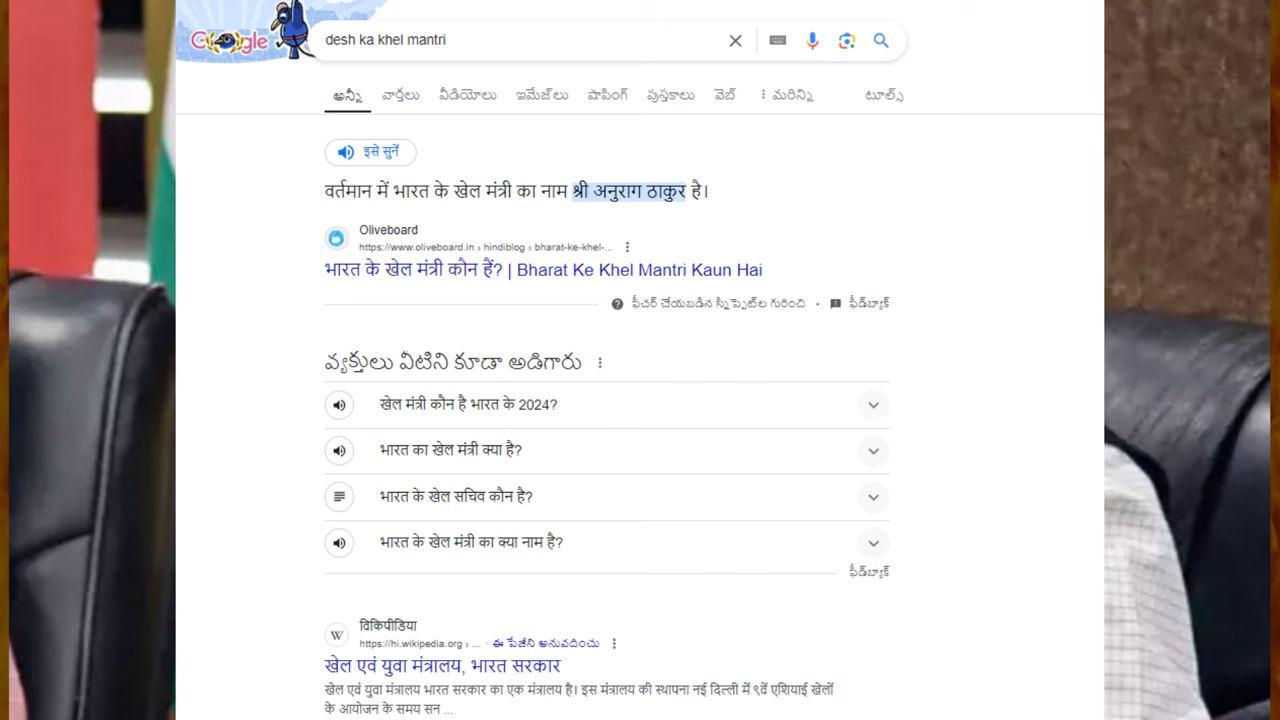 Google
desh ka khel mantri
అన్నీ వార్తలు వీడియోలు ఇమేజ్‌లు షాపింగ్ పుస్తకాలు వెబ్ మరిన్ని టూల్స్
इसे सुनें
वर्तमान में भारत के खेल मंत्री का नाम श्री अनुराग ठाकुर है।
Oliveboard
https://www.oliveboard.in › hindiblog › bharat-ke-khel-...
भारत के खेल मंत्री कौन हैं? | Bharat Ke Khel Mantri Kaun Hai
ఫీచర్ చేయబడిన స్నిప్పెట్‌ల గురించి • ఫీడ్‌బ్యాక్
వ్యక్తులు వీటిని కూడా అడిగారు
खेल मंत्री कौन है भारत के 2024?
भारत का खेल मंत्री क्या है?
भारत के खेल सचिव कौन है?
भारत के खेल मंत्री का क्या नाम है?
ఫీడ్‌బ్యాక్
W विकिपीडिया
https://hi.wikipedia.org › ... · ఈ పేజీని అనువదించు
खेल एवं युवा मंत्रालय, भारत सरकार
खेल एवं युवा मंत्रालय भारत सरकार का एक मंत्रालय है। इस मंत्रालय की स्थापना नई दिल्ली में ९वें एशियाई खेलों
के आयोजन के समय सन ...